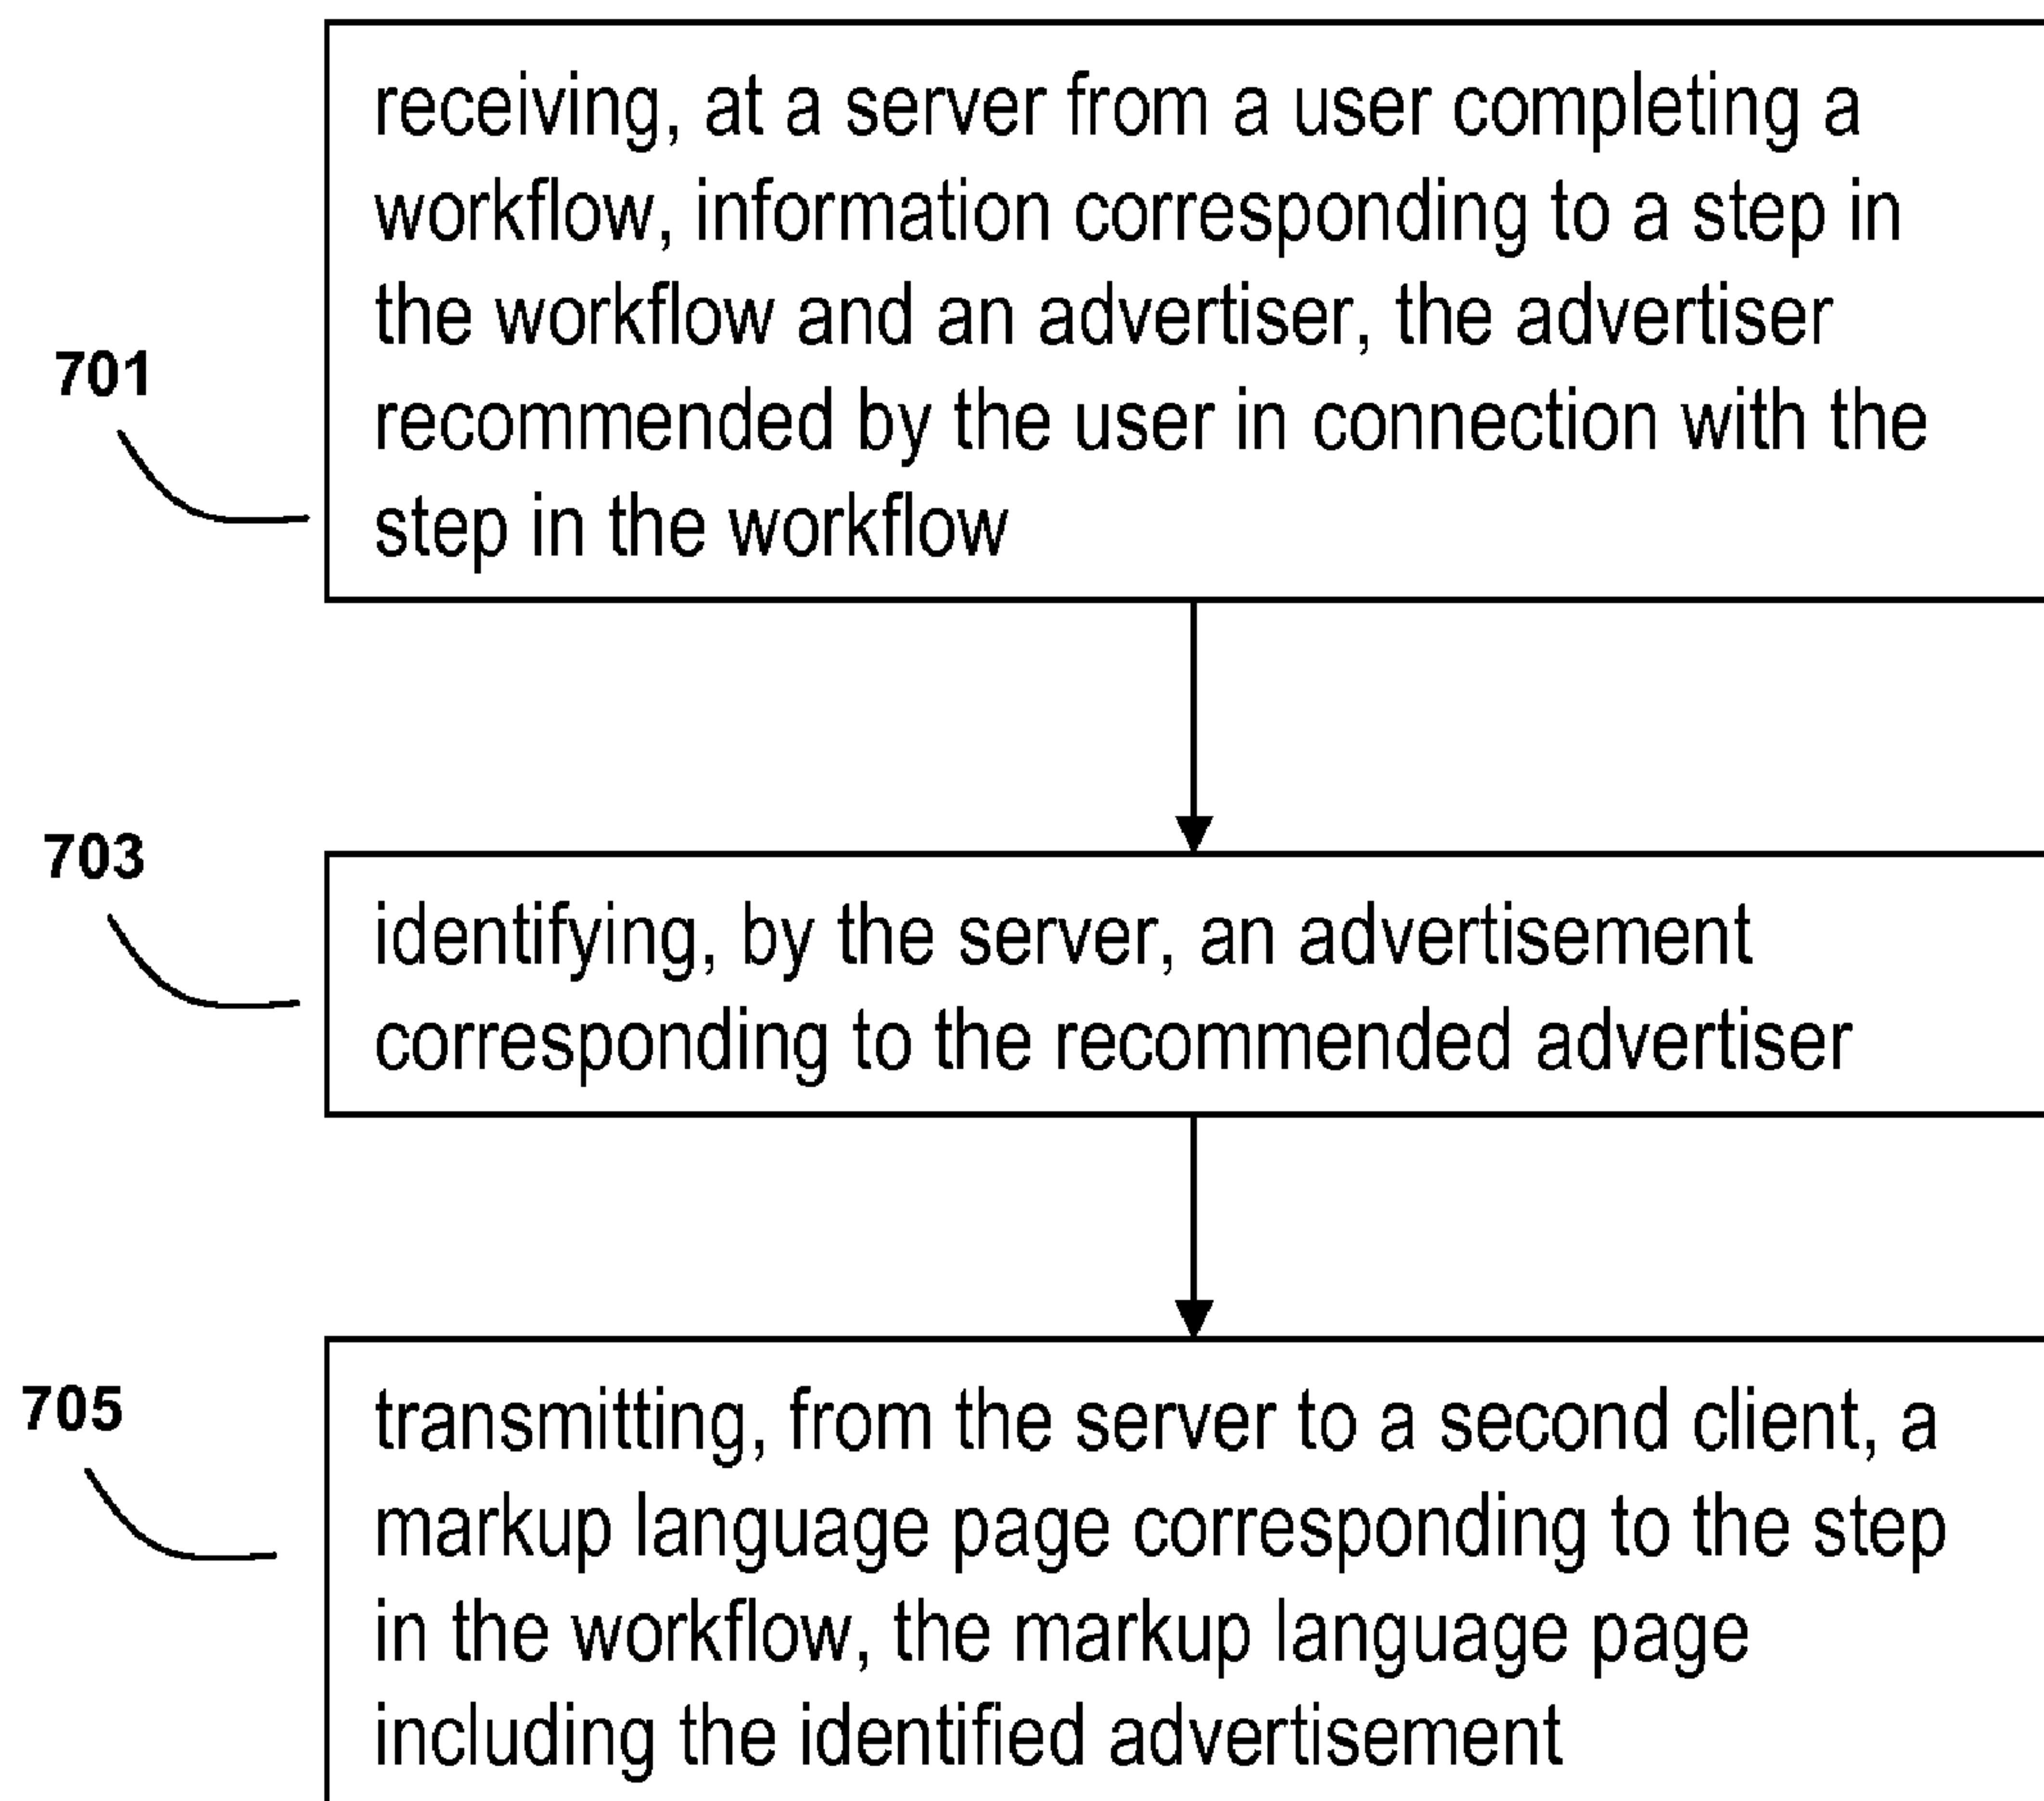 receiving, at a server from a user completing a
workflow, information corresponding to a step in
the workflow and an advertiser, the advertiser
701
recommended by the user in connection with the
step in the workflow
703
identifying, by the server, an advertisement
corresponding to the recommended advertiser
705
transmitting, from the server to a second client, a
markup language page corresponding to the step
in the workflow, the markup language page
including the identified advertisement